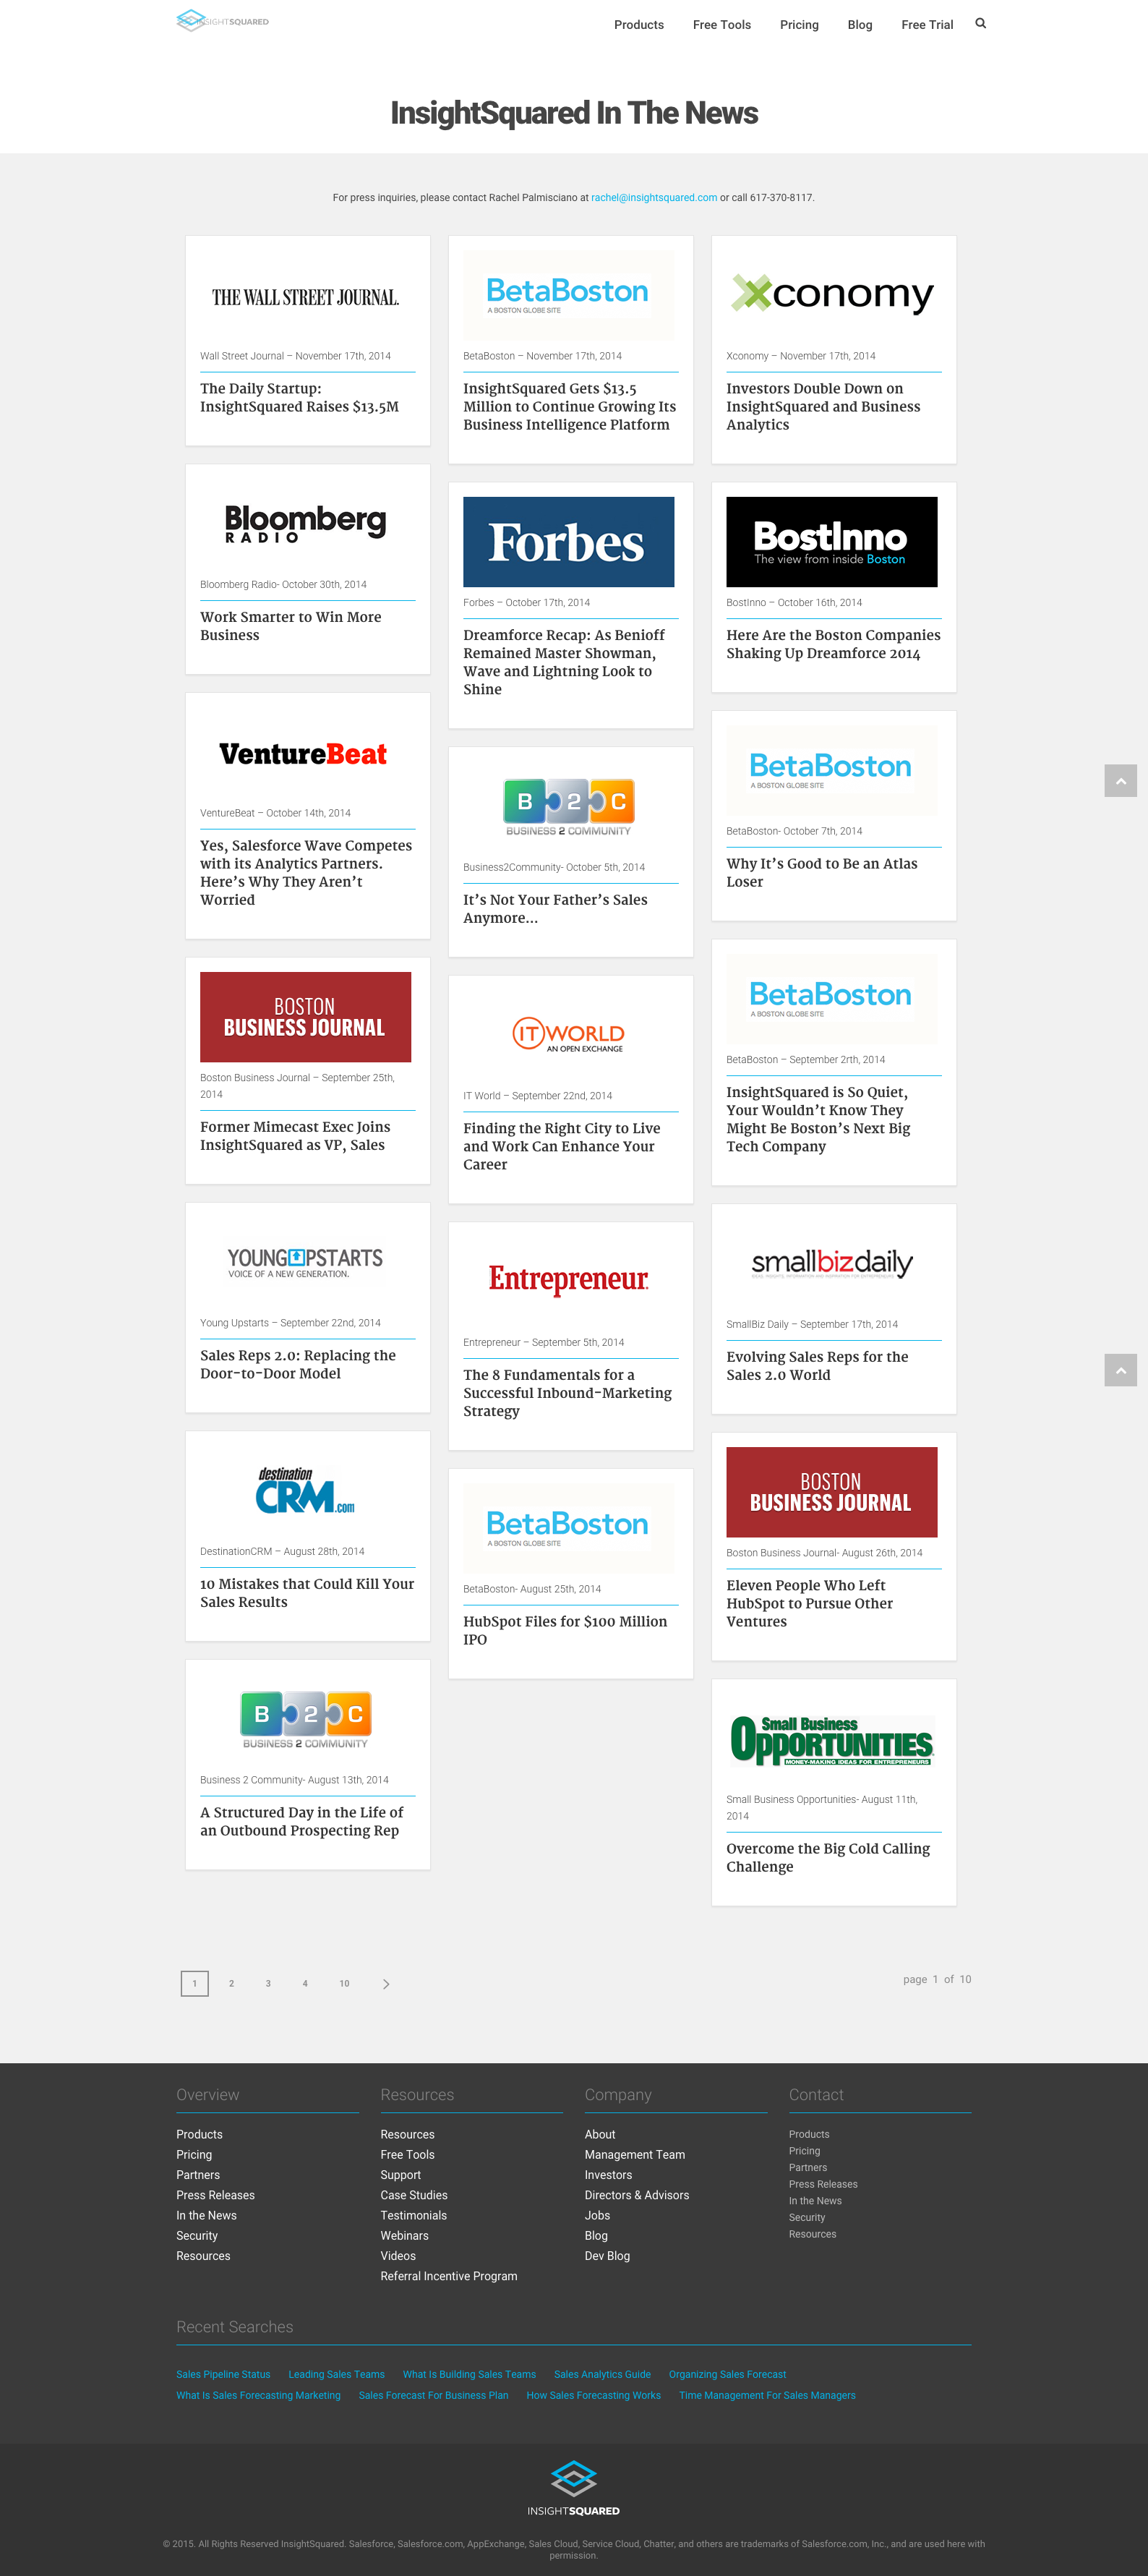 INSIGHTSQUARED
Products Free Tools Pricing Blog Free Trial
InsightSquared In The News
For press inquiries, please contact Rachel Palmisciano at rachel@insightsquared.com or call 617-370-8117.
THE WALL STREET JOURNAL.
Wall Street Journal – November 17th, 2014
The Daily Startup:
InsightSquared Raises $13.5M
BetaBoston
A BOSTON GLOBE SITE
BetaBoston – November 17th, 2014
InsightSquared Gets $13.5
Million to Continue Growing Its
Business Intelligence Platform
Xconomy
Xconomy – November 17th, 2014
Investors Double Down on
InsightSquared and Business
Analytics
Bloomberg
RADIO
Bloomberg Radio- October 30th, 2014
Work Smarter to Win More
Business
Forbes
Forbes – October 17th, 2014
Dreamforce Recap: As Benioff
Remained Master Showman,
Wave and Lightning Look to
Shine
BostInno
The view from inside Boston
BostInno – October 16th, 2014
Here Are the Boston Companies
Shaking Up Dreamforce 2014
VentureBeat
VentureBeat – October 14th, 2014
Yes, Salesforce Wave Competes
with its Analytics Partners.
Here’s Why They Aren’t
Worried
B 2 C
BUSINESS 2 COMMUNITY
Business2Community- October 5th, 2014
It’s Not Your Father’s Sales
Anymore…
BetaBoston
A BOSTON GLOBE SITE
BetaBoston- October 7th, 2014
Why It’s Good to Be an Atlas
Loser
BOSTON
BUSINESS JOURNAL
Boston Business Journal – September 25th,
2014
Former Mimecast Exec Joins
InsightSquared as VP, Sales
ITWORLD
AN OPEN EXCHANGE
IT World – September 22nd, 2014
Finding the Right City to Live
and Work Can Enhance Your
Career
BetaBoston
A BOSTON GLOBE SITE
BetaBoston – September 2rth, 2014
InsightSquared is So Quiet,
Your Wouldn’t Know They
Might Be Boston’s Next Big
Tech Company
YOUNGUPSTARTS
VOICE OF A NEW GENERATION.
Young Upstarts – September 22nd, 2014
Sales Reps 2.0: Replacing the
Door-to-Door Model
Entrepreneur
Entrepreneur – September 5th, 2014
The 8 Fundamentals for a
Successful Inbound-Marketing
Strategy
smallbizdaily
SmallBiz Daily – September 17th, 2014
Evolving Sales Reps for the
Sales 2.0 World
destination
CRM.com
DestinationCRM – August 28th, 2014
10 Mistakes that Could Kill Your
Sales Results
BetaBoston
A BOSTON GLOBE SITE
BetaBoston- August 25th, 2014
HubSpot Files for $100 Million
IPO
BOSTON
BUSINESS JOURNAL
Boston Business Journal- August 26th, 2014
Eleven People Who Left
HubSpot to Pursue Other
Ventures
B 2 C
BUSINESS 2 COMMUNITY
Business 2 Community- August 13th, 2014
A Structured Day in the Life of
an Outbound Prospecting Rep
Small Business
OPPORTUNITIES
MONEY-MAKING IDEAS FOR ENTREPRENEURS
Small Business Opportunities- August 11th,
2014
Overcome the Big Cold Calling
Challenge
1 2 3 4 10
page 1 of 10
Overview
Products
Pricing
Partners
Press Releases
In the News
Security
Resources
Resources
Resources
Free Tools
Support
Case Studies
Testimonials
Webinars
Videos
Referral Incentive Program
Company
About
Management Team
Investors
Directors & Advisors
Jobs
Blog
Dev Blog
Contact
Products
Pricing
Partners
Press Releases
In the News
Security
Resources
Recent Searches
Sales Pipeline Status Leading Sales Teams What Is Building Sales Teams Sales Analytics Guide Organizing Sales Forecast
What Is Sales Forecasting Marketing Sales Forecast For Business Plan How Sales Forecasting Works Time Management For Sales Managers
INSIGHTSQUARED
© 2015. All Rights Reserved InsightSquared. Salesforce, Salesforce.com, AppExchange, Sales Cloud, Service Cloud, Chatter, and others are trademarks of Salesforce.com, Inc., and are used here with
permission.